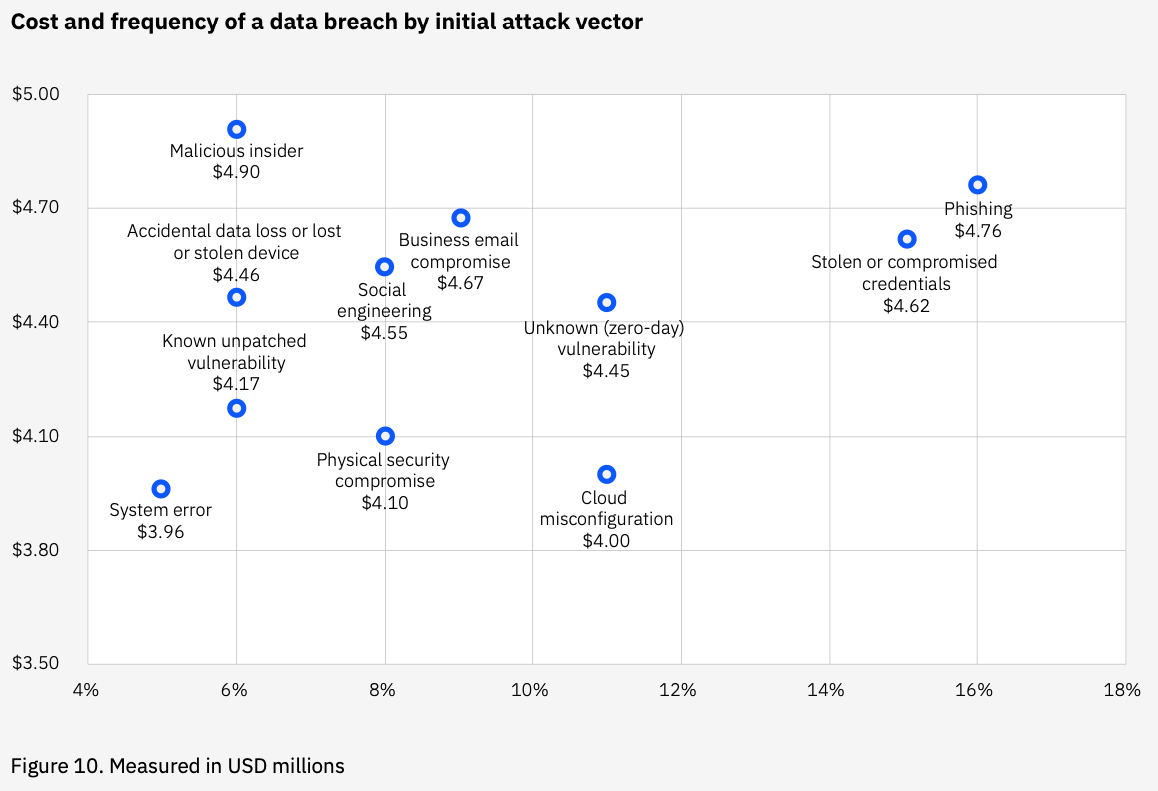 Cost and frequency of a data breach by initial attack vector
$5.00
Malicious insider
$4.90
$4.70
Phishing
$4.76
Accidental data loss or lost
or stolen device
$4.46
Business email
compromise
$4.67
Stolen or compromised
credentials
$4.62
Social
engineering
$4.55
$4.40
Unknown (zero-day)
vulnerability
$4.45
Known unpatched
vulnerability
$4.17
$4.10
Physical security
compromise
$4.10
Cloud
misconfiguration
$4.00
System error
$3.96
$3.80
$3.50
4%
6%
8%
10%
12%
14%
16%
18%
Figure 10. Measured in USD millions